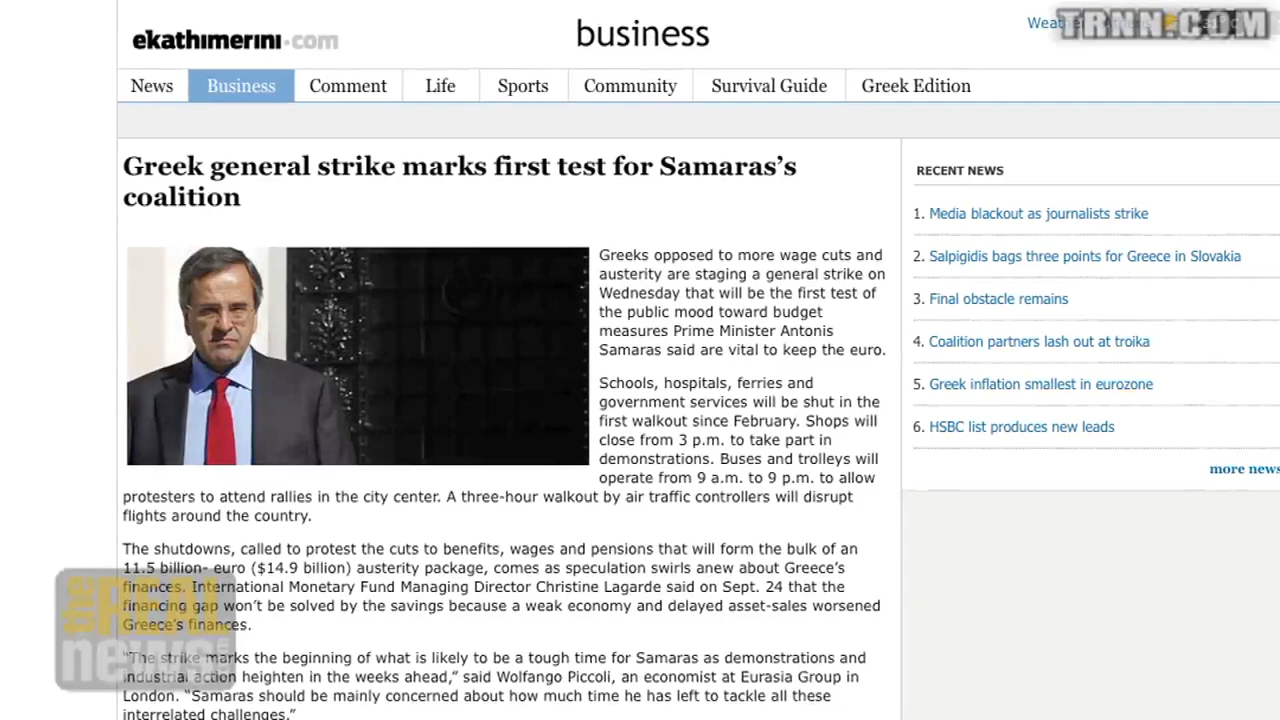 ekathimerini.com
business
TRNN.COM
News
Business
Comment
Life
Sports
Community
Survival Guide
Greek Edition
Greek general strike marks first test for Samaras's
coalition
Greeks opposed to more wage cuts and
austerity are staging a general strike on
Wednesday that will be the first test of
the public mood toward budget
measures Prime Minister Antonis
Samaras said are vital to keep the euro.
Schools, hospitals, ferries and
government services will be shut in the
first walkout since February. Shops will
close from 3 p.m. to take part in
demonstrations. Buses and trolleys will
operate from 9 a.m. to 9 p.m. to allow
protesters to attend rallies in the city center. A three-hour walkout by air traffic controllers will disrupt
flights around the country.
The shutdowns, called to protest the cuts to benefits, wages and pensions that will form the bulk of an
11.5 billion- euro ($14.9 billion) austerity package, comes as speculation swirls anew about Greece's
finances. International Monetary Fund Managing Director Christine Lagarde said on Sept. 24 that the
financing gap won't be solved by the savings because a weak economy and delayed asset-sales worsened
Greece's finances.
"The strike marks the beginning of what is likely to be a tough time for Samaras as demonstrations and
industrial action heighten in the weeks ahead," said Wolfango Piccoli, an economist at Eurasia Group in
London. "Samaras should be mainly concerned about how much time he has left to tackle all these
interrelated challenges."
RECENT NEWS
1. Media blackout as journalists strike
2. Salpigidis bags three points for Greece in Slovakia
3. Final obstacle remains
4. Coalition partners lash out at troika
5. Greek inflation smallest in eurozone
6. HSBC list produces new leads
more news
the REAL
news